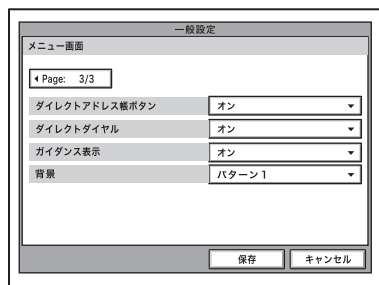 一般設定
メニュー画面
Page: 3/3
ダイレクトアドレス帳ボタン オン
ダイレクトダイヤル オン
ガイダンス表示 オン
背景 パターン1
保存 キャンセル